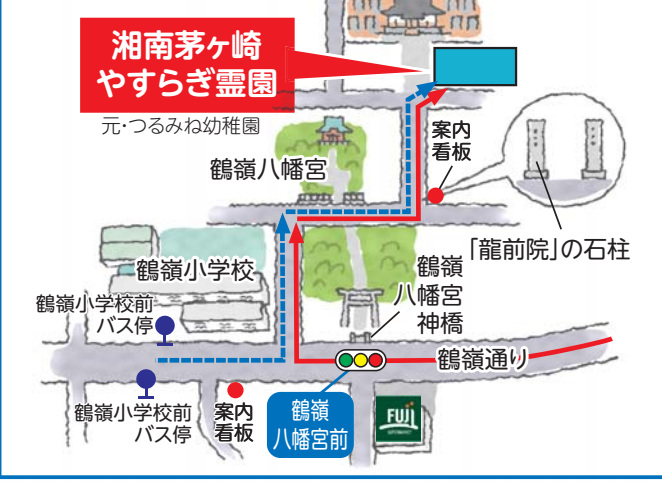 湘南茅ヶ崎
やすらぎ霊園
元・つるみね幼稚園
案内
看板
鶴嶺八幡宮
「龍前院」の石柱
鶴嶺小学校
鶴嶺
八幡宮
神橋
鶴嶺小学校前
バス停
鶴嶺通り
鶴嶺小学校前
バス停
案内
看板
鶴嶺
八幡宮前
FUJI